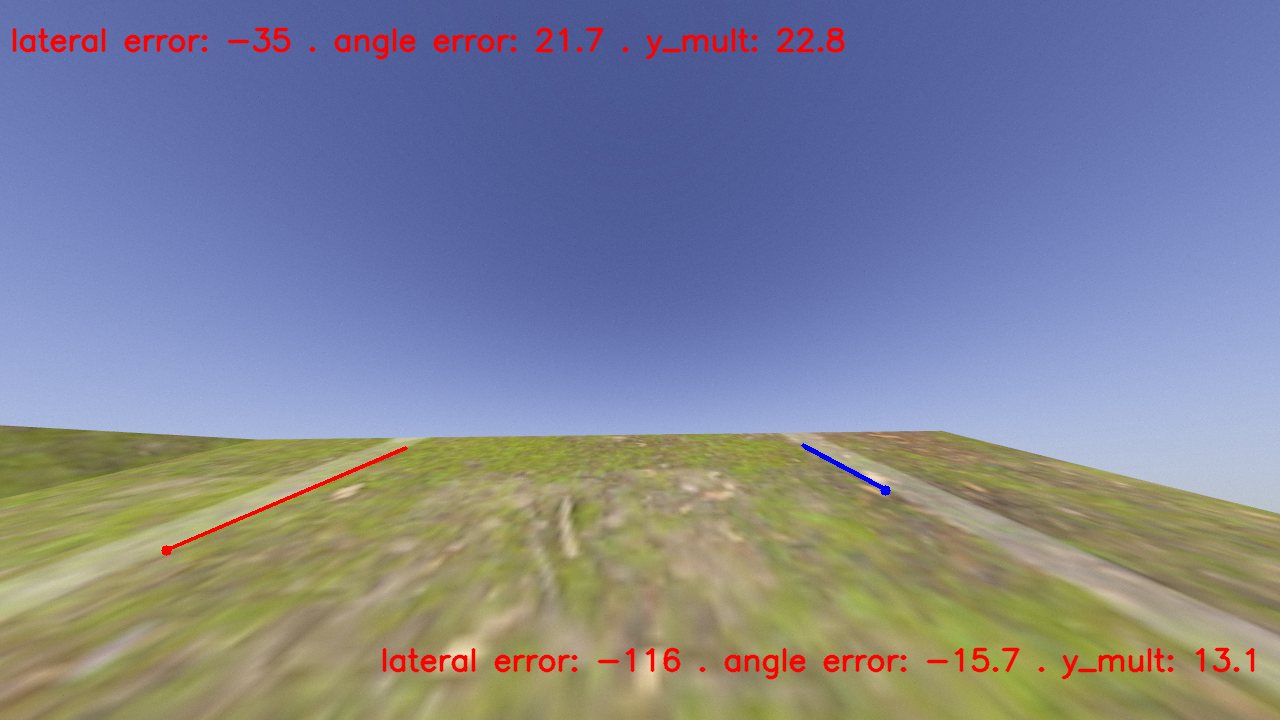 lateral error: -35 . angle error: 21.7 . y_mult: 22.8
lateral error: -116 . angle error: -15.7 . y_mult: 13.1